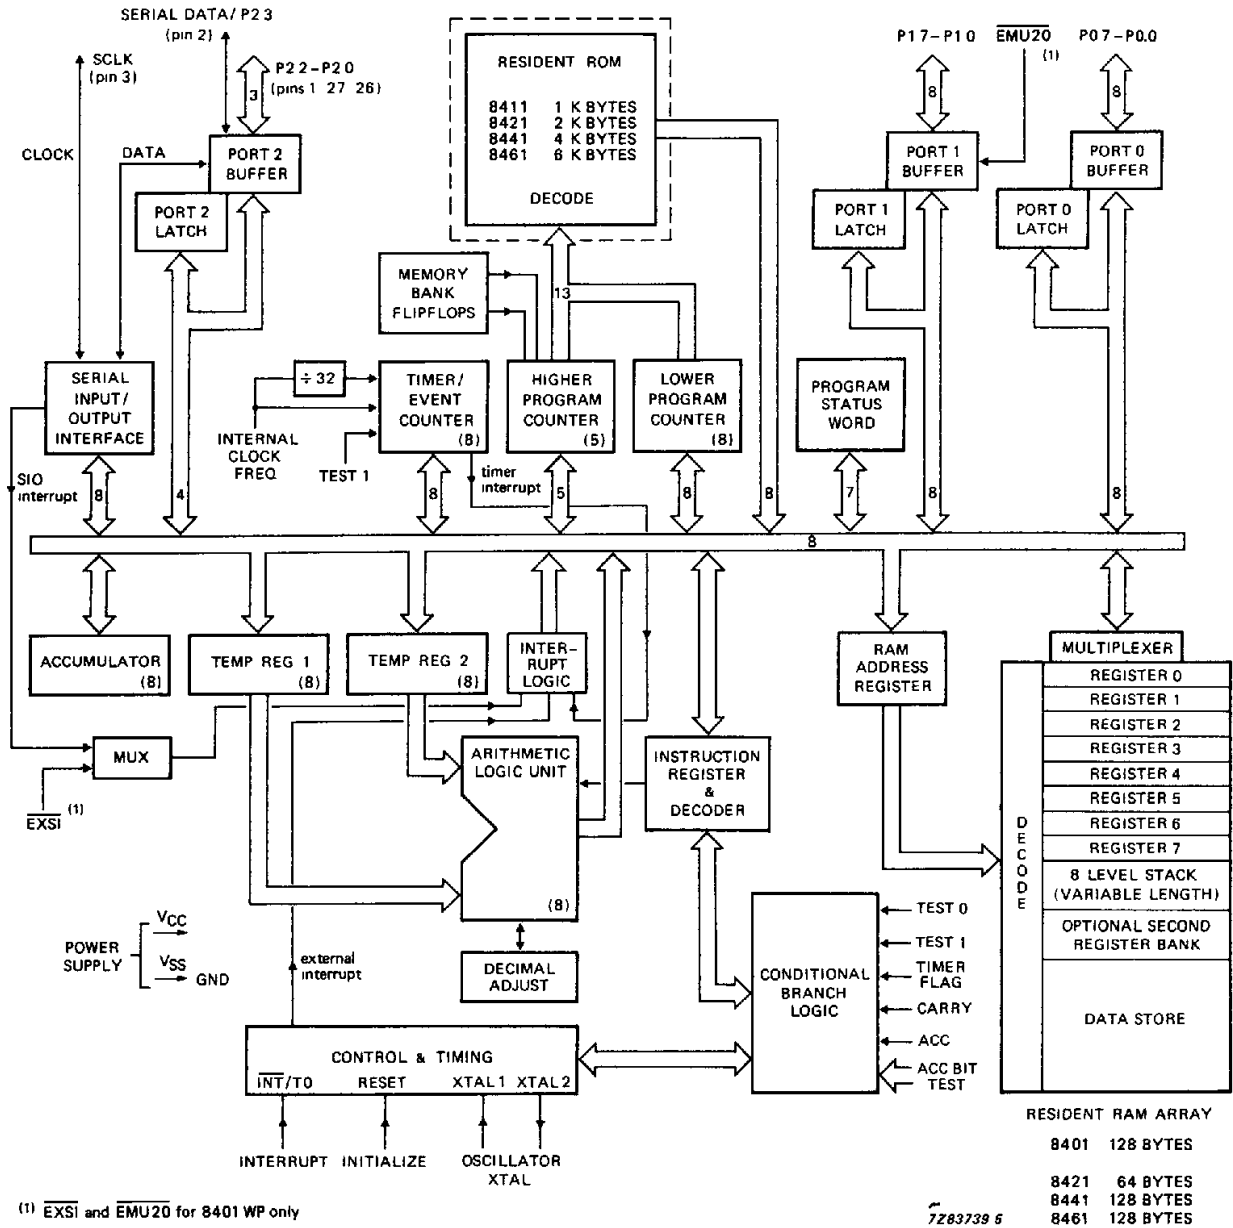 SERIAL DATA/P23
(pin 2)
SCLK
(pin 3)
P22-P20
(pins 1 27 26)
3
CLOCK
DATA
PORT 2
BUFFER
PORT 2
LATCH
RESIDENT ROM
8411 1 K BYTES
8421 2 K BYTES
8441 4 K BYTES
8461 6 K BYTES
DECODE
P17-P10
EMU20
(1)
P07-P0.0
8
8
PORT 1
BUFFER
PORT 0
BUFFER
PORT 1
LATCH
PORT 0
LATCH
MEMORY
BANK
FLIPFLOPS
13
÷ 32
SERIAL
INPUT/
OUTPUT
INTERFACE
TIMER/
EVENT
COUNTER
(8)
HIGHER
PROGRAM
COUNTER
(5)
LOWER
PROGRAM
COUNTER
(8)
PROGRAM
STATUS
WORD
INTERNAL
CLOCK
FREQ
TEST 1
SIO
interrupt
timer
interrupt
8
4
8
5
8
8
7
8
8
8
ACCUMULATOR
(8)
TEMP REG 1
(8)
TEMP REG 2
(8)
INTER-
RUPT
LOGIC
RAM
ADDRESS
REGISTER
MULTIPLEXER
REGISTER 0
REGISTER 1
REGISTER 2
REGISTER 3
REGISTER 4
REGISTER 5
REGISTER 6
REGISTER 7
8 LEVEL STACK
(VARIABLE LENGTH)
OPTIONAL SECOND
REGISTER BANK
DATA STORE
DECODE
MUX
EXSI (1)
ARITHMETIC
LOGIC UNIT
(8)
INSTRUCTION
REGISTER
&
DECODER
POWER
SUPPLY
VCC
VSS
GND
external
interrupt
DECIMAL
ADJUST
CONDITIONAL
BRANCH
LOGIC
TEST 0
TEST 1
TIMER
FLAG
CARRY
ACC
ACC BIT
TEST
CONTROL & TIMING
INT/T0 RESET XTAL 1 XTAL 2
INTERRUPT INITIALIZE OSCILLATOR
XTAL
RESIDENT RAM ARRAY
8401 128 BYTES
8421 64 BYTES
8441 128 BYTES
8461 128 BYTES
(1) EXSI and EMU20 for 8401 WP only
7Z83739 6